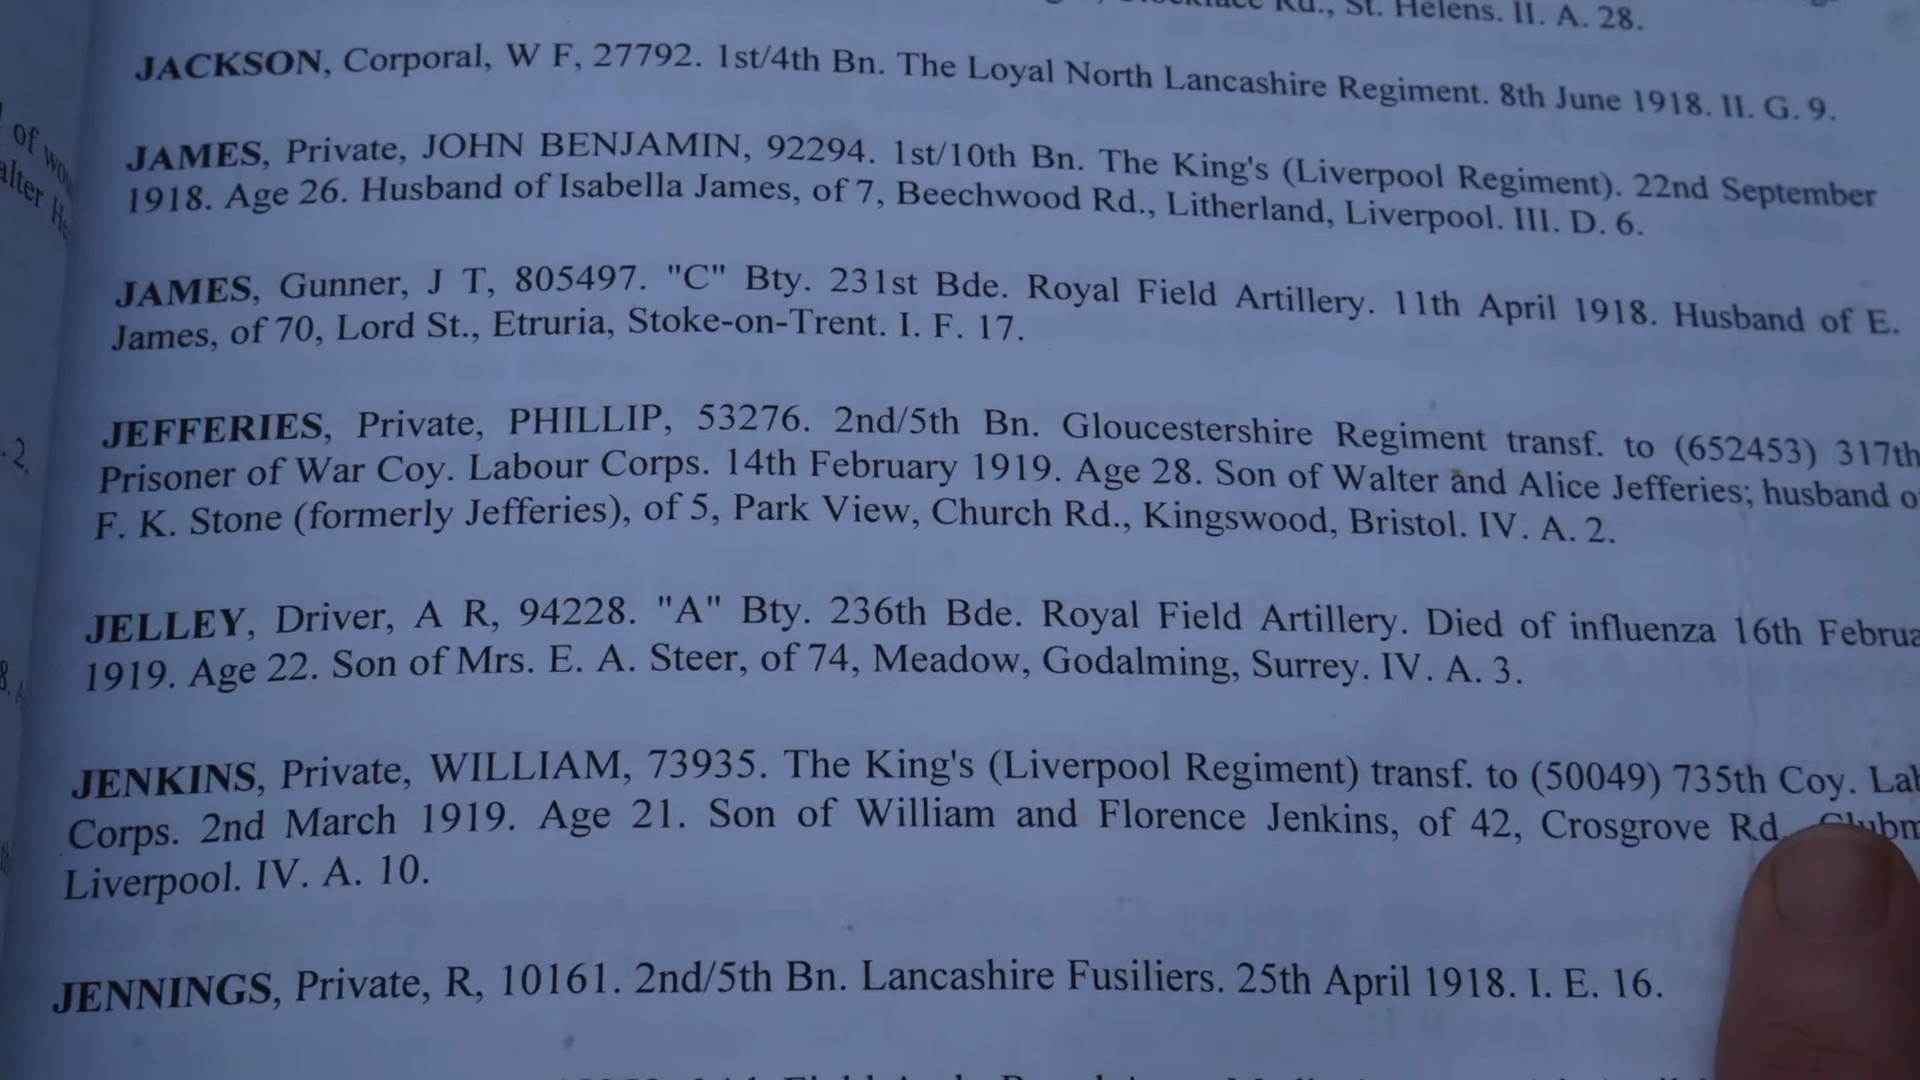 Rd., St. Helens. II. A. 28.
JACKSON, Corporal, W F, 27792. 1st/4th Bn. The Loyal North Lancashire Regiment. 8th June 1918. II. G. 9.
JAMES, Private, JOHN BENJAMIN, 92294. 1st/10th Bn. The King's (Liverpool Regiment). 22nd September
1918. Age 26. Husband of Isabella James, of 7, Beechwood Rd., Litherland, Liverpool. III. D. 6.
JAMES, Gunner, J T, 805497. "C" Bty. 231st Bde. Royal Field Artillery. 11th April 1918. Husband of E.
James, of 70, Lord St., Etruria, Stoke-on-Trent. I. F. 17.
JEFFERIES, Private, PHILLIP, 53276. 2nd/5th Bn. Gloucestershire Regiment transf. to (652453) 317th
Prisoner of War Coy. Labour Corps. 14th February 1919. Age 28. Son of Walter and Alice Jefferies; husband o
F. K. Stone (formerly Jefferies), of 5, Park View, Church Rd., Kingswood, Bristol. IV. A. 2.
JELLEY, Driver, A R, 94228. "A" Bty. 236th Bde. Royal Field Artillery. Died of influenza 16th Februa
1919. Age 22. Son of Mrs. E. A. Steer, of 74, Meadow, Godalming, Surrey. IV. A. 3.
JENKINS, Private, WILLIAM, 73935. The King's (Liverpool Regiment) transf. to (50049) 735th Coy. Lab
Corps. 2nd March 1919. Age 21. Son of William and Florence Jenkins, of 42, Crosgrove Rd.
Liverpool. IV. A. 10.
JENNINGS, Private, R, 10161. 2nd/5th Bn. Lancashire Fusiliers. 25th April 1918. I. E. 16.